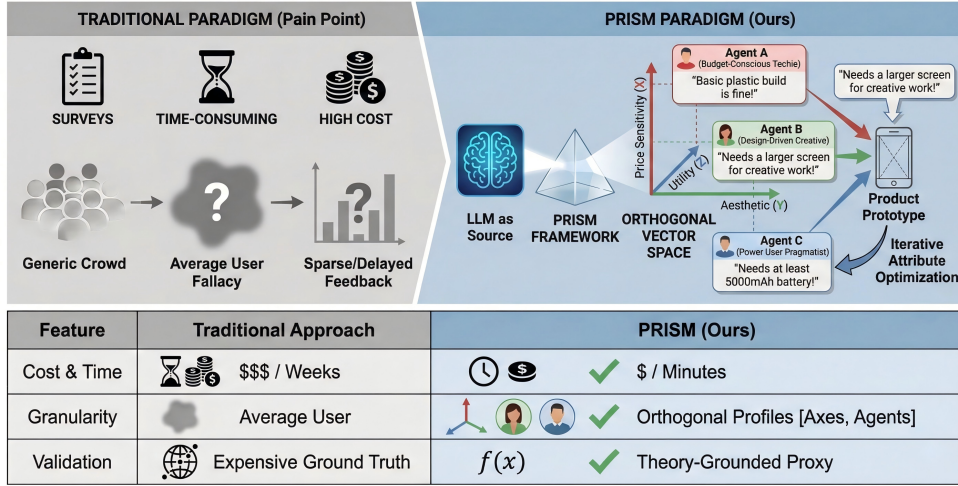 TRADITIONAL PARADIGM (Pain Point)
SURVEYS
TIME-CONSUMING
HIGH COST
?
?
Generic Crowd
Average User
Fallacy
Sparse/Delayed
Feedback
PRISM PARADIGM (Ours)
LLM as
Source
PRISM
FRAMEWORK
ORTHOGONAL
VECTOR
SPACE
Price Sensitivity (X)
Utility (Z)
Aesthetic (Y)
Agent A
(Budget-Conscious Techie)
"Basic plastic build
is fine!"
Agent B
(Design-Driven Creative)
"Needs a larger screen
for creative work!"
Agent C
(Power User Pragmatist)
"Needs at least
5000mAh battery!"
"Needs a larger screen
for creative work!"
Product
Prototype
Iterative
Attribute
Optimization
Feature Traditional Approach PRISM (Ours)
Cost & Time $$$ / Weeks $ / Minutes
Granularity Average User Orthogonal Profiles [Axes, Agents]
Validation Expensive Ground Truth f(x) Theory-Grounded Proxy